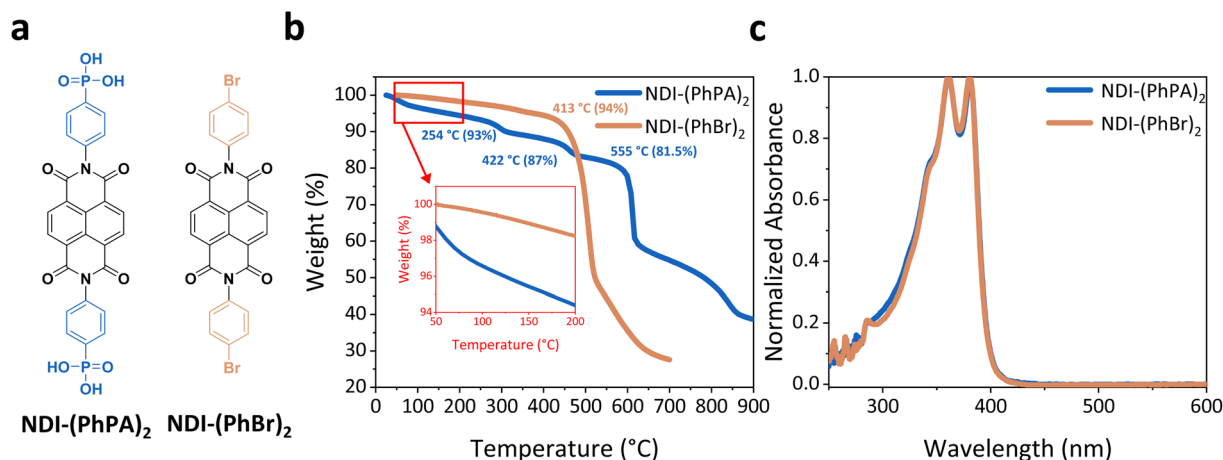 a
OH
O=P-OH
N
O
O
O
O
N
HO-P=O
OH
NDI-(PhPA)₂
Br
N
O
O
O
O
N
Br
NDI-(PhBr)₂
b
Weight (%)
100
90
80
70
60
50
40
30
20
0 100 200 300 400 500 600 700 800 900
Temperature (°C)
NDI-(PhPA)₂
NDI-(PhBr)₂
413 °C (94%)
254 °C (93%)
422 °C (87%)
555 °C (81.5%)
Weight (%)
100
98
96
94
50 100 150 200
Temperature (°C)
c
Normalized Absorbance
1.0
0.8
0.6
0.4
0.2
0.0
300 400 500 600
Wavelength (nm)
NDI-(PhPA)₂
NDI-(PhBr)₂